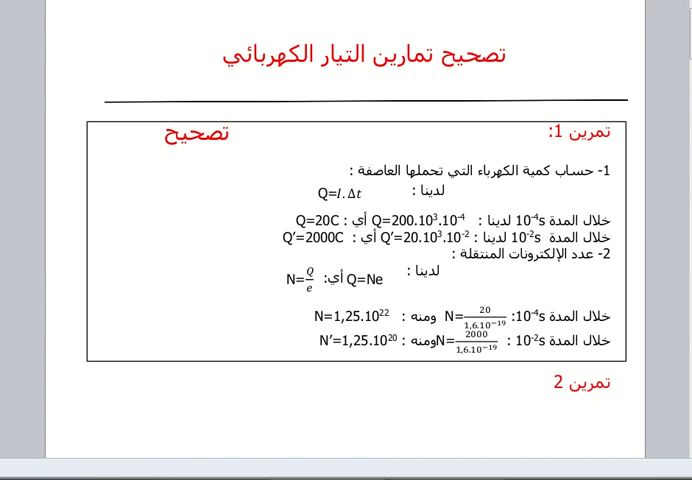 تصحيح تمارين التيار الكهربائي
تمرين 1: تصحيح
1- حساب كمية الكهرباء التي تحملها العاصفة :
لدينا : Q=I.Δt
خلال المدة 10⁻⁴s لدينا : Q=200.10³.10⁻⁴ أي : Q=20C
خلال المدة 10⁻²s لدينا : Q′=20.10³.10⁻² أي : Q′=2000C
2- عدد الإلكترونات المنتقلة :
لدينا : Q=Ne أي: N=Q/e
خلال المدة 10⁻⁴s: N=20/1,6.10⁻¹⁹ ومنه : N=1,25.10²²
خلال المدة 10⁻²s : N=2000/1,6.10⁻¹⁹ ومنه : N′=1,25.10²⁰
تمرين 2